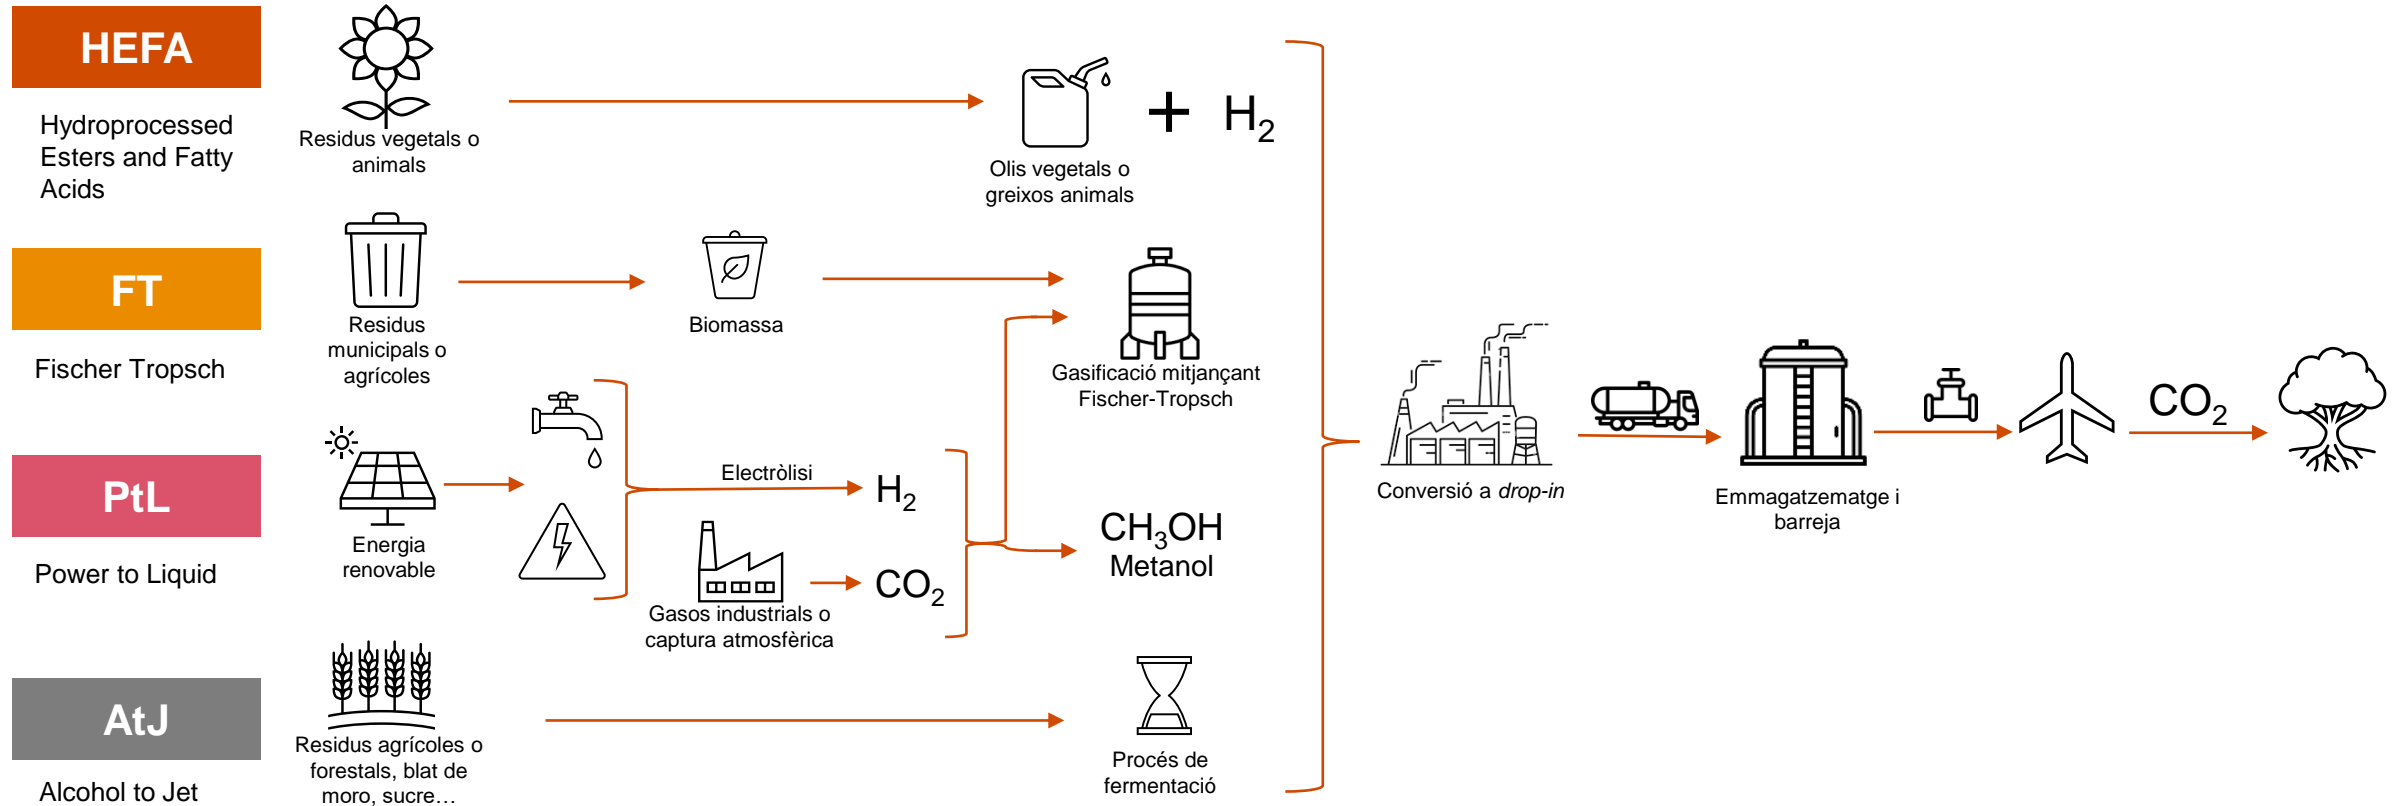 HEFA
Hydroprocessed
Esters and Fatty
Acids
Residus vegetals o
animals
Olis vegetals o
greixos animals
+ H₂
FT
Fischer Tropsch
Residus
municipals o
agrícoles
Biomassa
Gasificació mitjançant
Fischer-Tropsch
PtL
Power to Liquid
Energia
renovable
Electròlisi
H₂
Gasos industrials o
captura atmosfèrica
CO₂
CH₃OH
Metanol
AtJ
Alcohol to Jet
Residus agrícoles o
forestals, blat de
moro, sucre…
Procés de
fermentació
Conversió a drop-in
Emmagatzematge i
barreja
CO₂